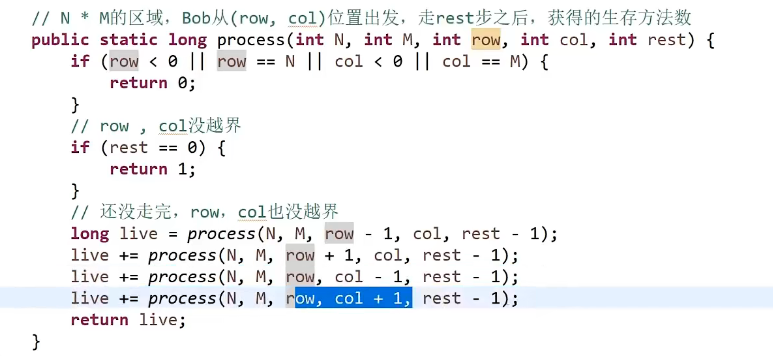 // N * M的区域，Bob从(row, col)位置出发，走rest步之后，获得的生存方法数
public static long process(int N, int M, int row, int col, int rest) {
if (row < 0 || row == N || col < 0 || col == M) {
return 0;
}
// row , col没越界
if (rest == 0) {
return 1;
}
// 还没走完，row，col也没越界
long live = process(N, M, row - 1, col, rest - 1);
live += process(N, M, row + 1, col, rest - 1);
live += process(N, M, row, col - 1, rest - 1);
live += process(N, M, row, col + 1, rest - 1);
return live;
}